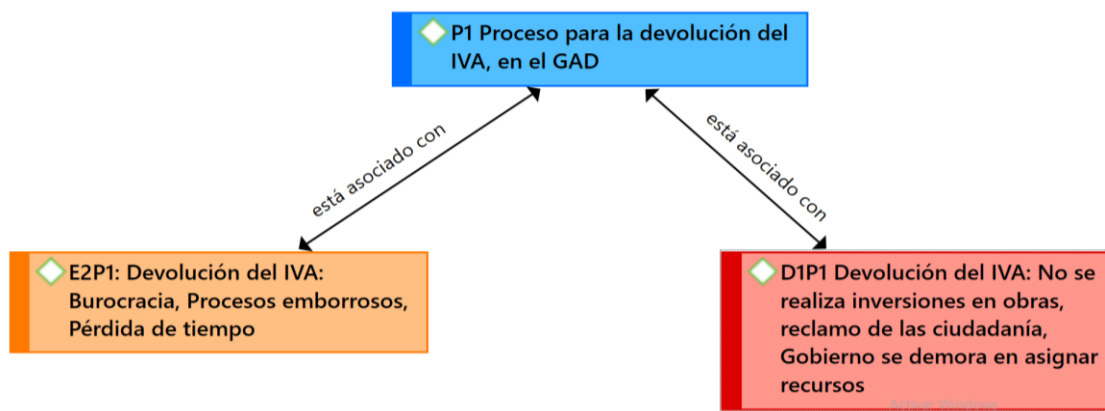 P1 Proceso para la devolución del
IVA, en el GAD
está asociado con
está asociado con
E2P1: Devolución del IVA:
Burocracia, Procesos emborrosos,
Pérdida de tiempo
D1P1 Devolución del IVA: No se
realiza inversiones en obras,
reclamo de las ciudadanía,
Gobierno se demora en asignar
recursos
Activar Windows